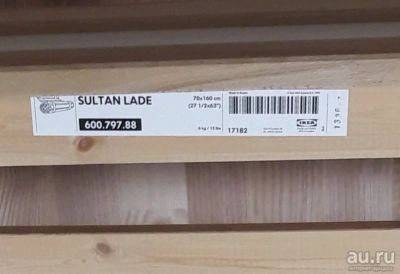 SULTAN LADE
70x160 cm
(27 1/2x63")
600.797.88
6 kg / 13 lbs
17182
IKEA
au.ru